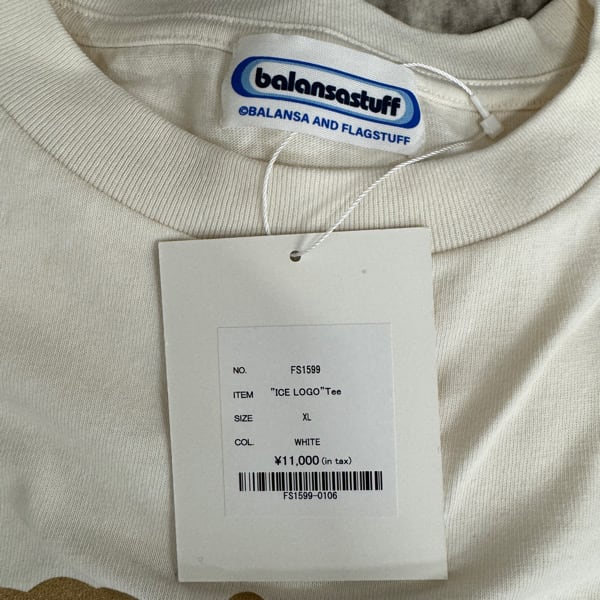 balansastuff
©BALANSA AND FLAGSTUFF
NO. FS1599
ITEM "ICE LOGO"Tee
SIZE XL
COL. WHITE
¥11,000 (in tax)
FS1599-0106